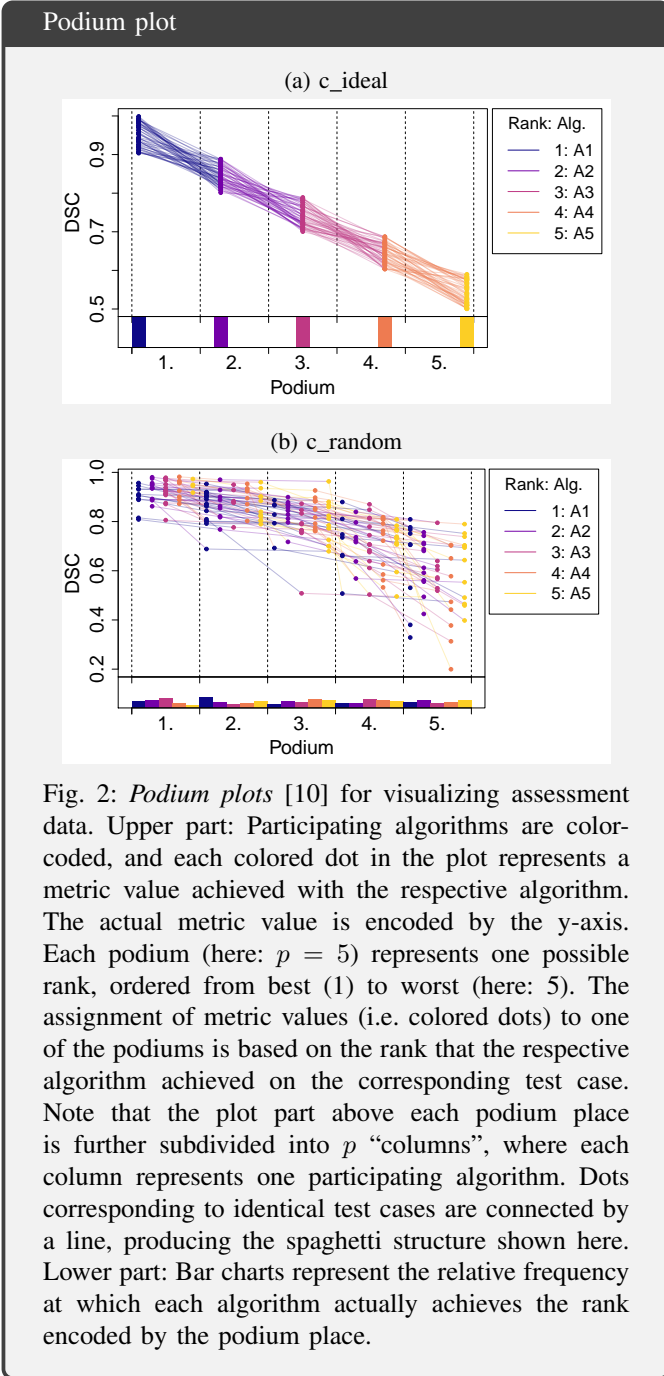 Podium plot
(a) c_ideal
DSC
0.9
0.7
0.5
Rank: Alg.
1: A1
2: A2
3: A3
4: A4
5: A5
1. 2. 3. 4. 5.
Podium
(b) c_random
DSC
1.0
0.8
0.6
0.4
0.2
Rank: Alg.
1: A1
2: A2
3: A3
4: A4
5: A5
1. 2. 3. 4. 5.
Podium
Fig. 2: Podium plots [10] for visualizing assessment
data. Upper part: Participating algorithms are color-
coded, and each colored dot in the plot represents a
metric value achieved with the respective algorithm.
The actual metric value is encoded by the y-axis.
Each podium (here: p = 5) represents one possible
rank, ordered from best (1) to worst (here: 5). The
assignment of metric values (i.e. colored dots) to one
of the podiums is based on the rank that the respective
algorithm achieved on the corresponding test case.
Note that the plot part above each podium place
is further subdivided into p “columns”, where each
column represents one participating algorithm. Dots
corresponding to identical test cases are connected by
a line, producing the spaghetti structure shown here.
Lower part: Bar charts represent the relative frequency
at which each algorithm actually achieves the rank
encoded by the podium place.